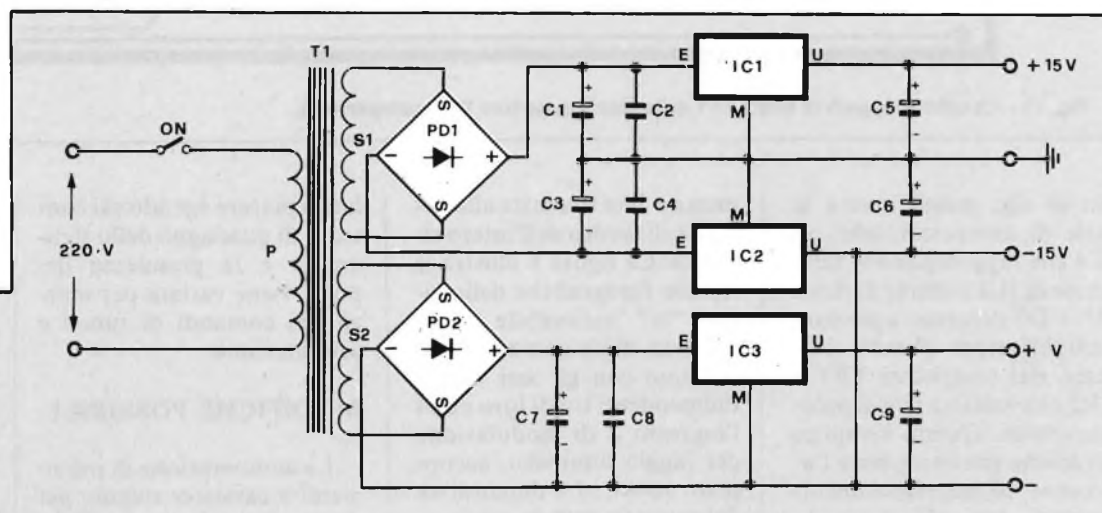 T1
+ 15 V
E
IC1
U
S
C1
+
C2
C5
+
-
M
ON
S1
-
PD1
+
S
C3
+
C4
C6
+
M
E
IC2
U
- 15V
220 V
P
S
S2
-
PD2
+
E
IC3
U
+ V
S
C7
+
C8
M
C9
+
-